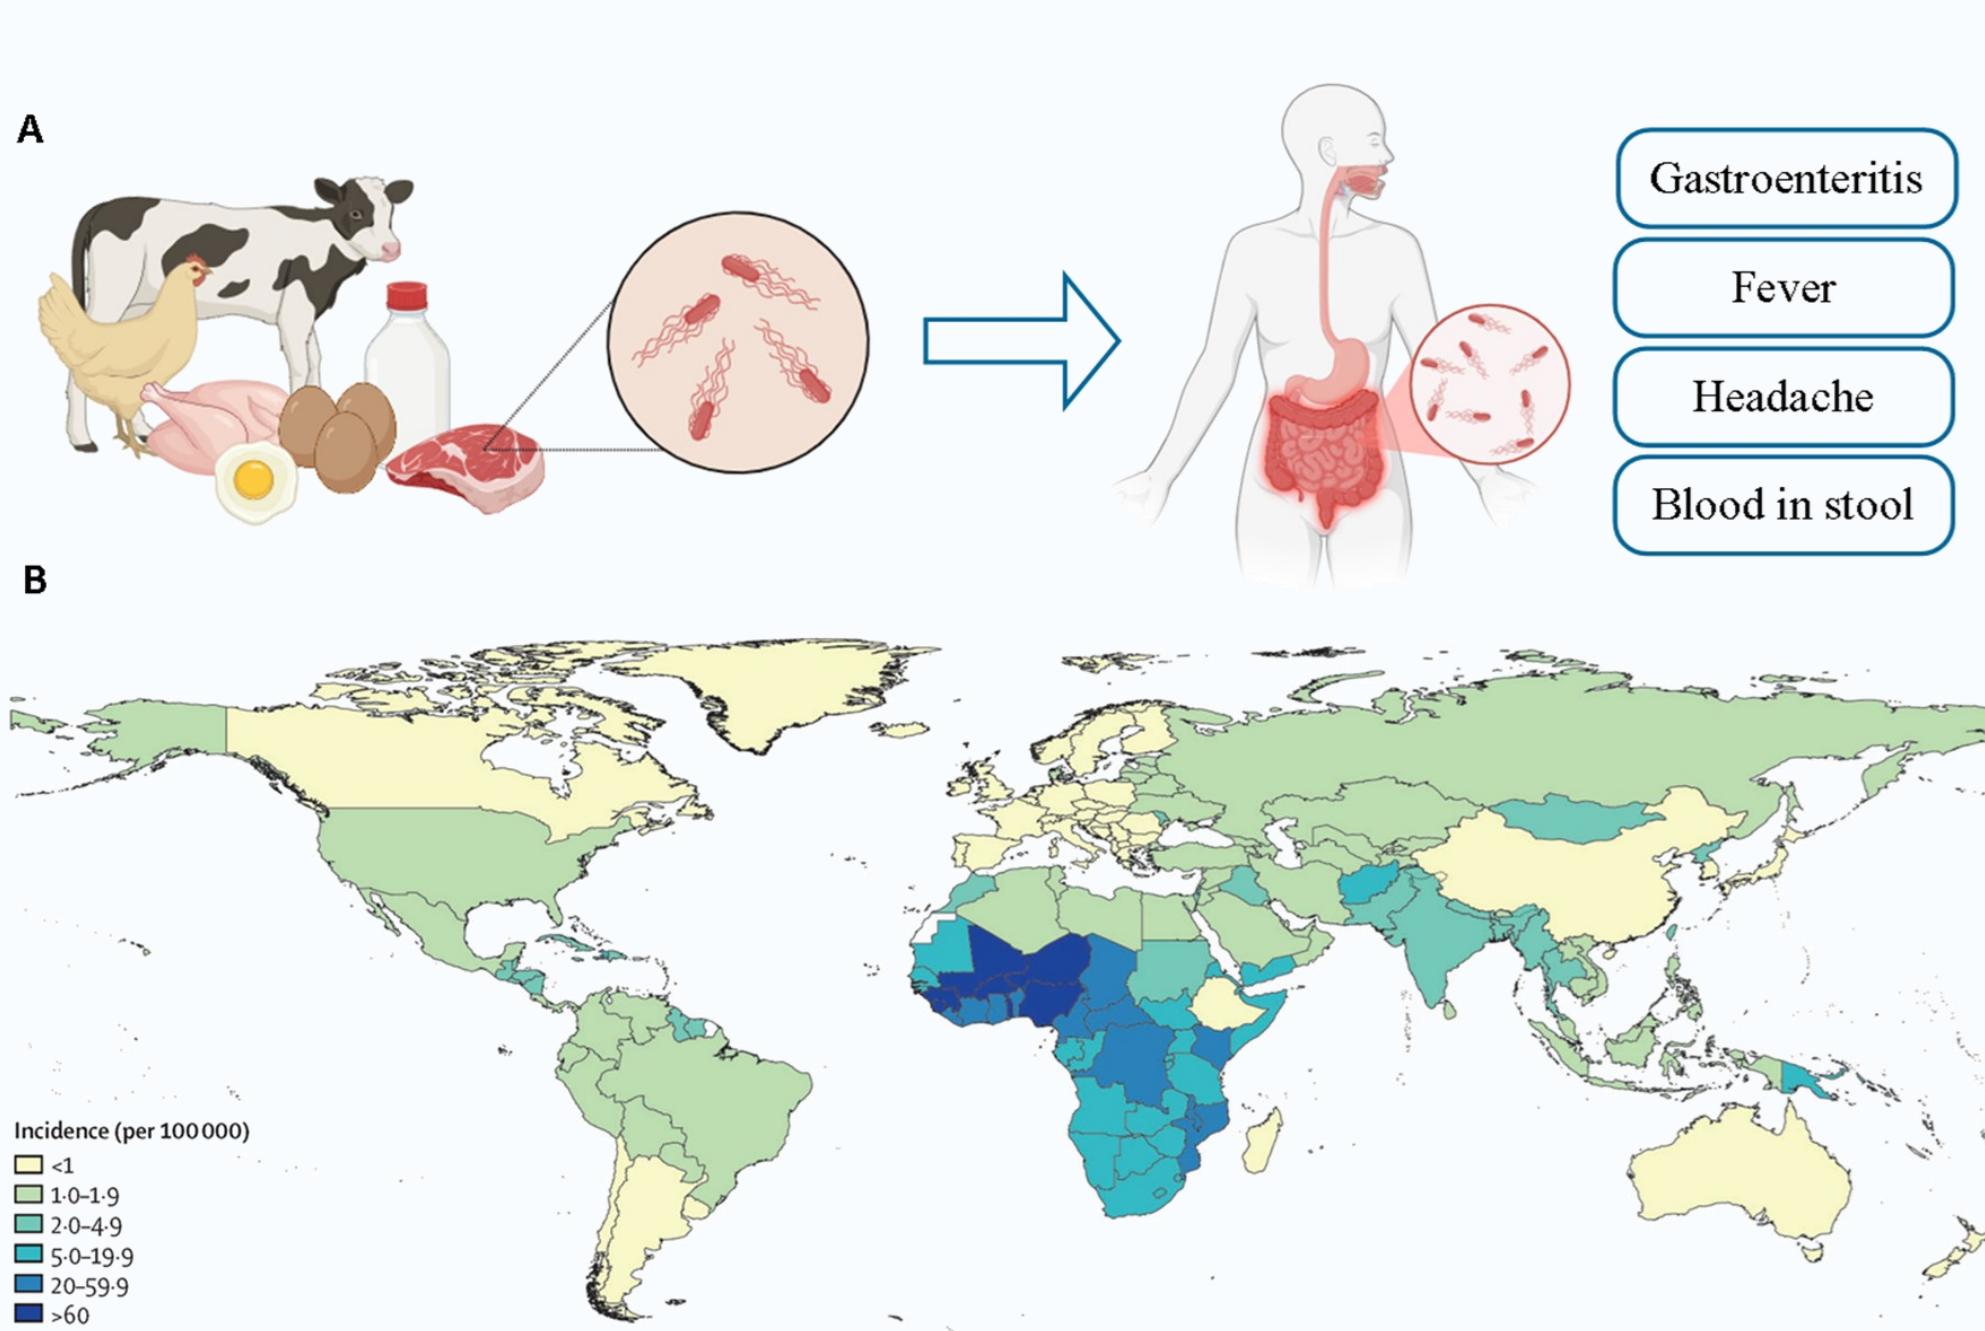 A
Gastroenteritis
Fever
Headache
Blood in stool
B
Incidence (per 100 000)
<1
1·0–1·9
2·0–4·9
5·0–19·9
20–59·9
>60